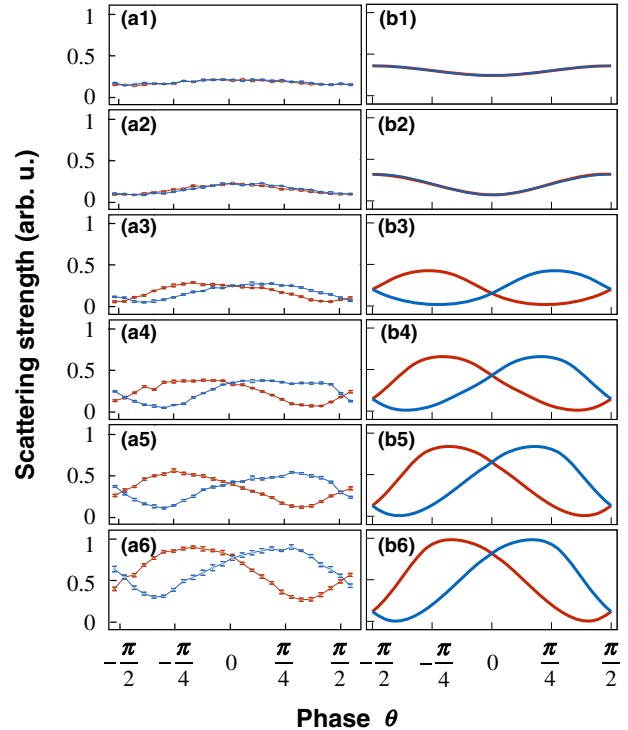 1
(a1)
(b1)
0.5
0
1
(a2)
(b2)
0.5
0
1
(a3)
(b3)
0.5
0
1
(a4)
(b4)
0.5
0
1
(a5)
(b5)
0.5
0
1
(a6)
(b6)
0.5
0
Scattering strength (arb. u.)
−π/2 −π/4 0 π/4 π/2 −π/2 −π/4 0 π/4 π/2
Phase θ